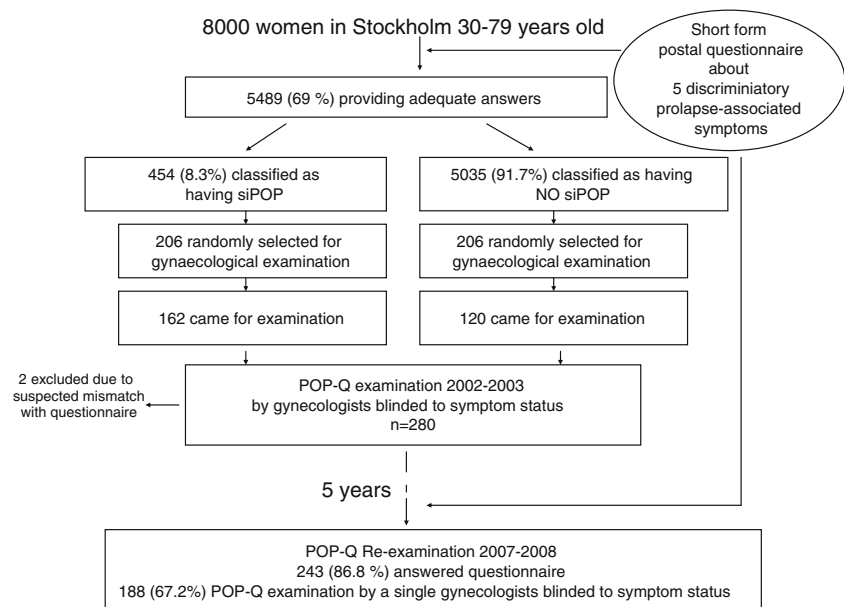 8000 women in Stockholm 30-79 years old
Short form
postal questionnaire
about
5 discriminiatory
prolapse-associated
symptoms
5489 (69 %) providing adequate answers
454 (8.3%) classified as
having siPOP
5035 (91.7%) classified as having
NO siPOP
206 randomly selected for
gynaecological examination
206 randomly selected for
gynaecological examination
162 came for examination
120 came for examination
2 excluded due to
suspected mismatch
with questionnaire
POP-Q examination 2002-2003
by gynecologists blinded to symptom status
n=280
5 years
POP-Q Re-examination 2007-2008
243 (86.8 %) answered questionnaire
188 (67.2%) POP-Q examination by a single gynecologists blinded to symptom status